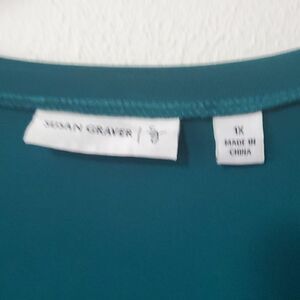 SUSAN GRAVER
1X
MADE IN
CHINA